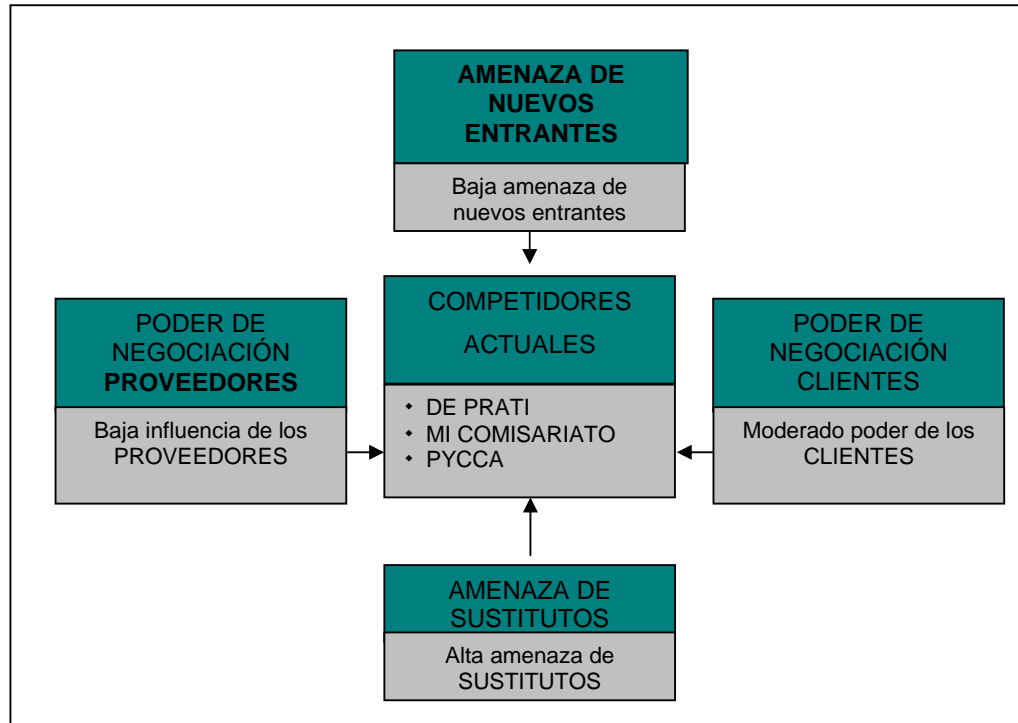 AMENAZA DE
NUEVOS
ENTRANTES
Baja amenaza de
nuevos entrantes
PODER DE
NEGOCIACIÓN
PROVEEDORES
Baja influencia de los
PROVEEDORES
COMPETIDORES
ACTUALES
• DE PRATI
• MI COMISARIATO
• PYCCA
PODER DE
NEGOCIACIÓN
CLIENTES
Moderado poder de los
CLIENTES
AMENAZA DE
SUSTITUTOS
Alta amenaza de
SUSTITUTOS